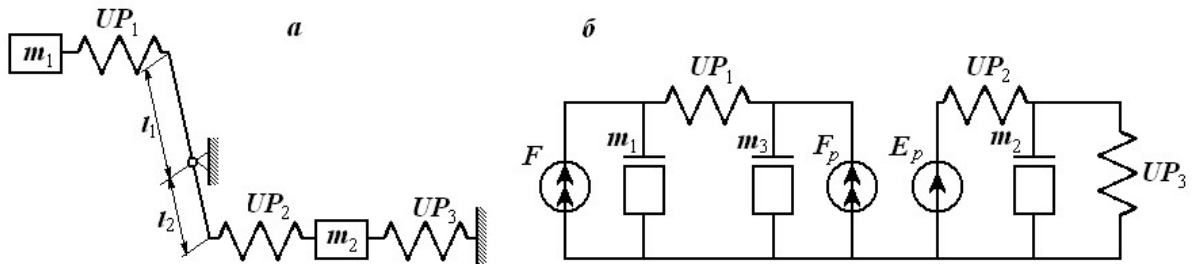 UP₁
а
m₁
l₁
l₂
UP₂
UP₃
m₂
б
UP₁
UP₂
m₁
m₃
m₂
F
Fₚ
Eₚ
UP₃